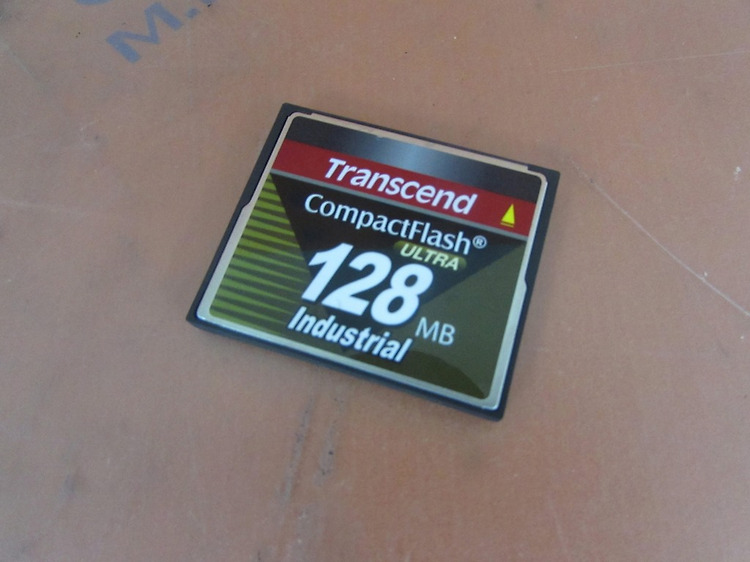 M.
Transcend
CompactFlash®
ULTRA
128 MB
Industrial